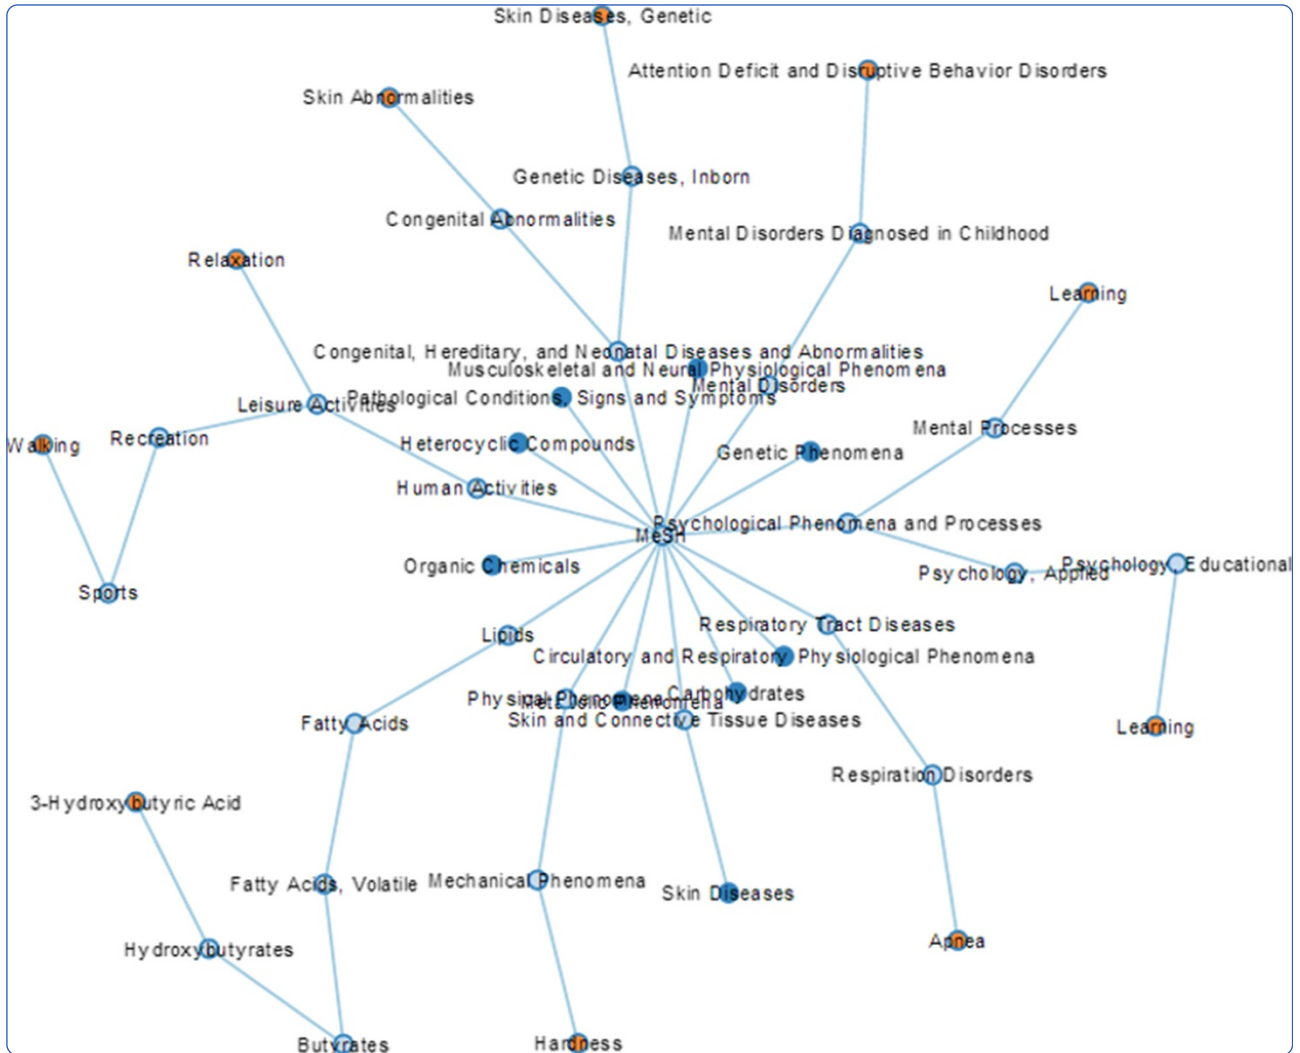 Skin Diseases, Genetic
Attention Deficit and Disruptive Behavior Disorders
Skin Abnormalities
Genetic Diseases, Inborn
Congenital Abnormalities
Mental Disorders Diagnosed in Childhood
Relaxation
Learning
Congenital, Hereditary, and Neonatal Diseases and Abnormalities
Musculoskeletal and Neural Physiological Phenomena
Mental Disorders
Pathological Conditions, Signs and Symptoms
Leisure Activities
Mental Processes
Recreation
Walking
Heterocyclic Compounds
Genetic Phenomena
Human Activities
Psychological Phenomena and Processes
MeSH
Organic Chemicals
Psychology, Applied
Psychology, Educational
Sports
Respiratory Tract Diseases
Lipids
Circulatory and Respiratory Physiological Phenomena
Carbohydrates
Physical Phenomena
Metabolic Phenomena
Skin and Connective Tissue Diseases
Fatty Acids
Learning
Respiration Disorders
3-Hydroxybutyric Acid
Fatty Acids, Volatile
Mechanical Phenomena
Skin Diseases
Apnea
Hydroxybutyrates
Butyrates
Hardness